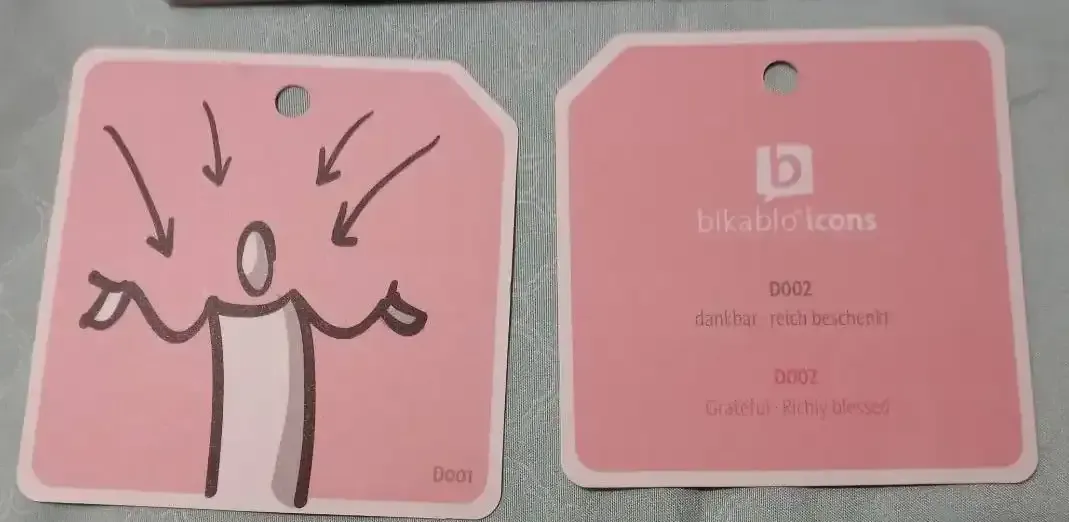 D001
b
bikablo® icons
D002
dankbar · reich beschenkt
D002
Grateful · Richly blessed